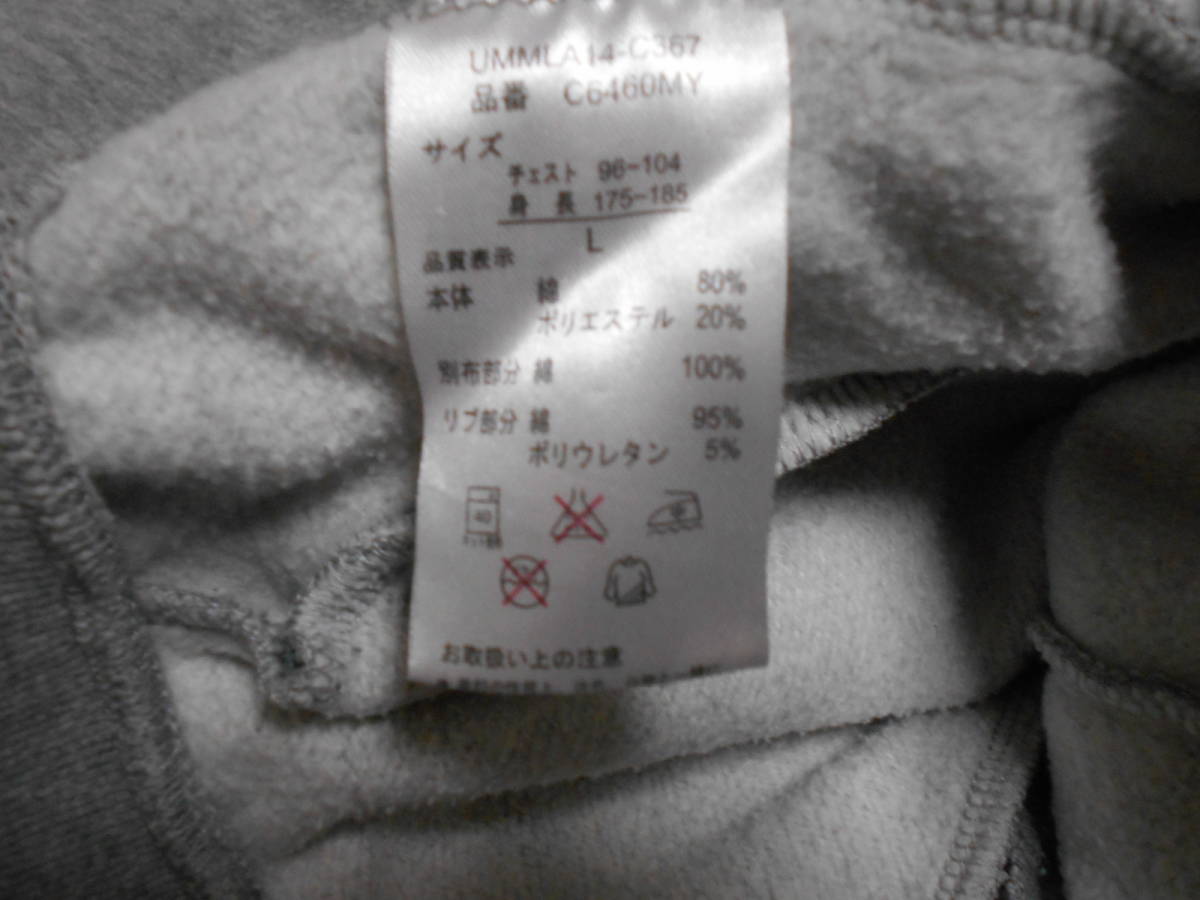 UMMLA14-C367
品番 C6460MY
サイズ
チェスト 96-104
身長 175-185
L
品質表示
本体 綿 80%
ポリエステル 20%
別布部分 綿 100%
リブ部分 綿 95%
ポリウレタン 5%
40
お取扱い上の注意